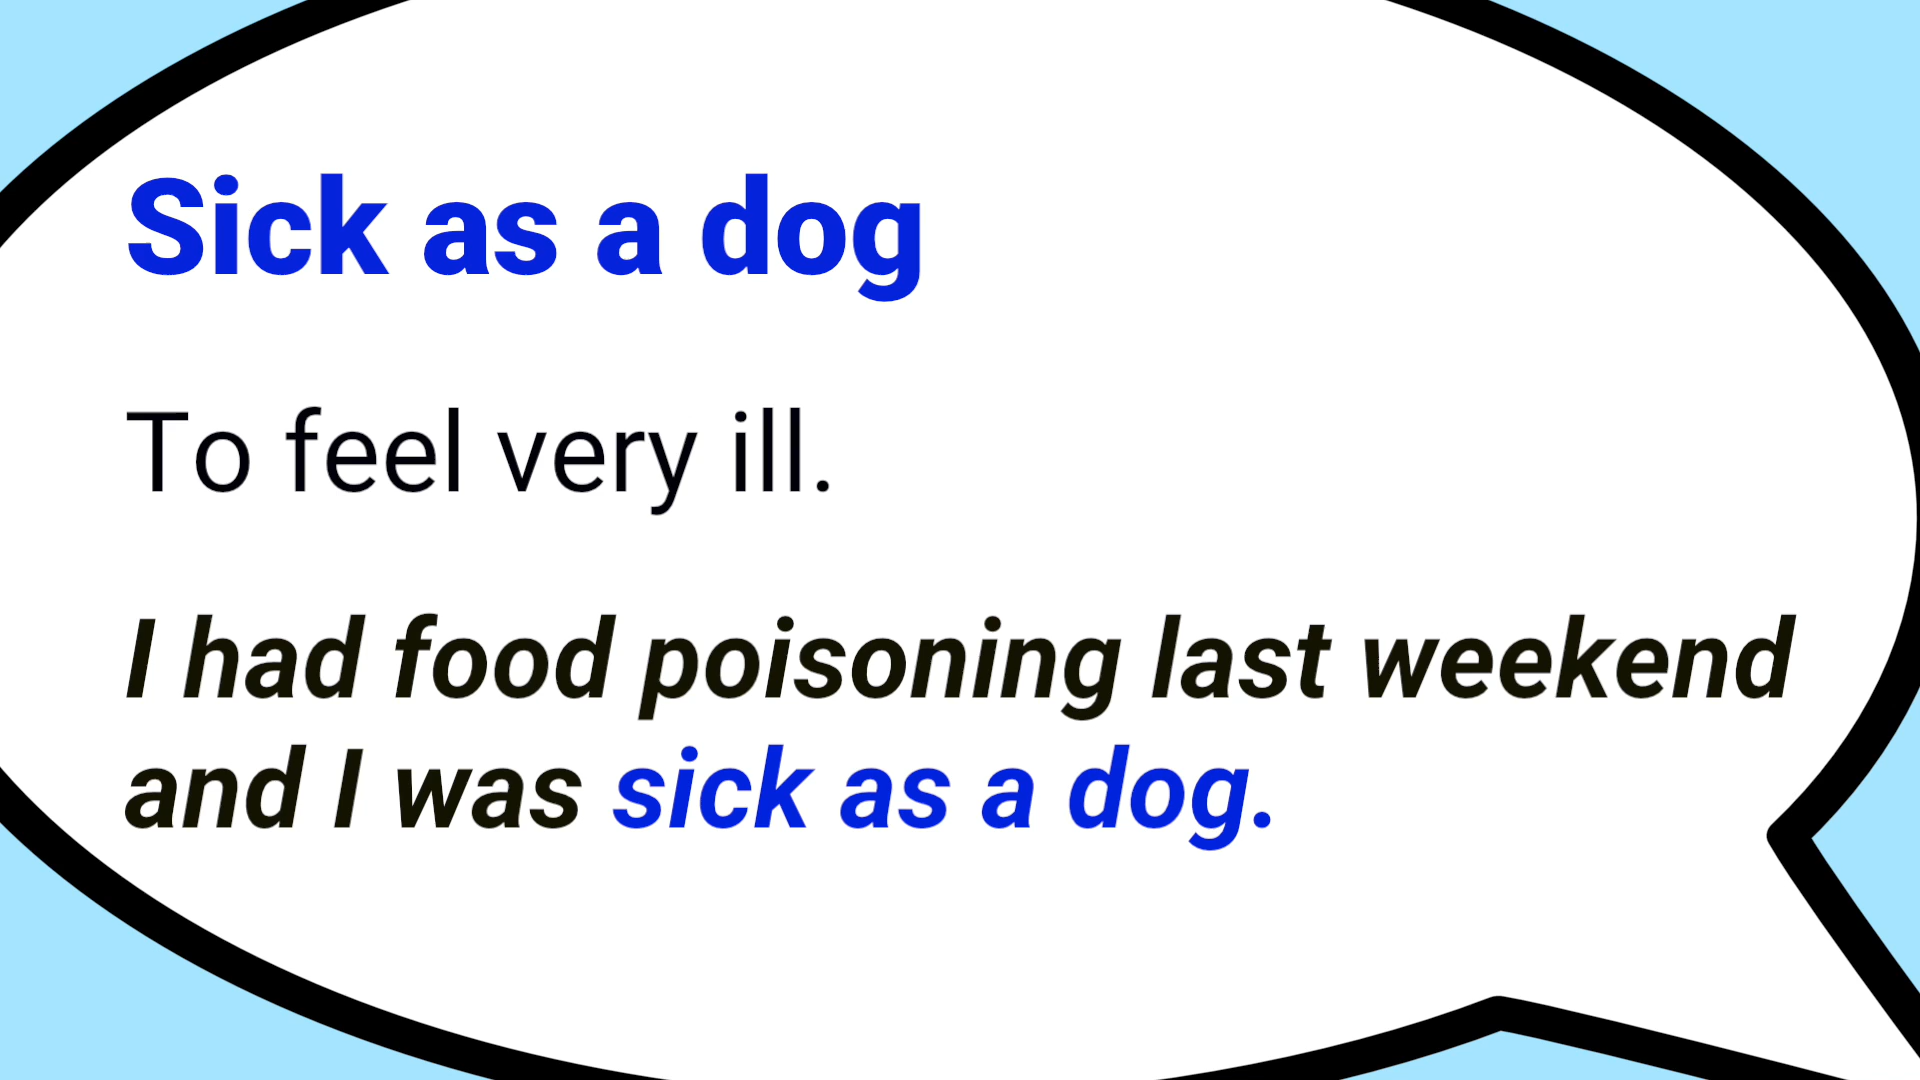 Sick as a dog
To feel very ill.
I had food poisoning last weekend
and I was sick as a dog.